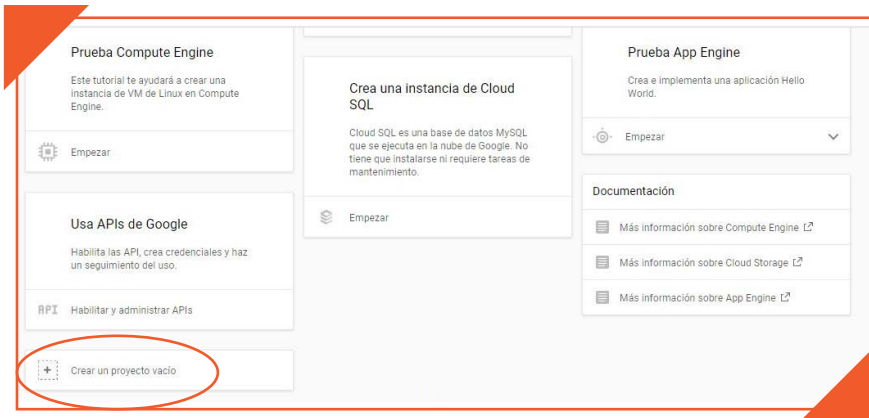 Prueba Compute Engine
Este tutorial te ayudará a crear una
instancia de VM de Linux en Compute
Engine.
Empezar
Usa APIs de Google
Habilita las API, crea credenciales y haz
un seguimiento del uso.
API Habilitar y administrar APIs
Crear un proyecto vacío
Crea una instancia de Cloud
SQL
Cloud SQL es una base de datos MySQL
que se ejecuta en la nube de Google. No
tiene que instalarse ni requiere tareas de
mantenimiento.
Empezar
Prueba App Engine
Crea e implementa una aplicación Hello
World.
Empezar
Documentación
Más información sobre Compute Engine
Más información sobre Cloud Storage
Más información sobre App Engine